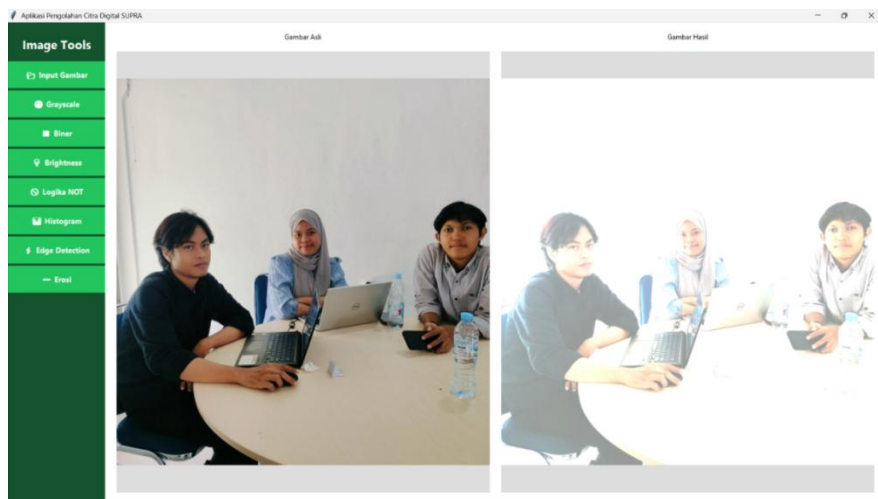 Aplikasi Pengolahan Citra Digital SUPRA
Image Tools
Input Gambar
Grayscale
Biner
Brightness
Logika NOT
Histogram
Edge Detection
Erosi
Gambar Asli
Gambar Hasil
DELL